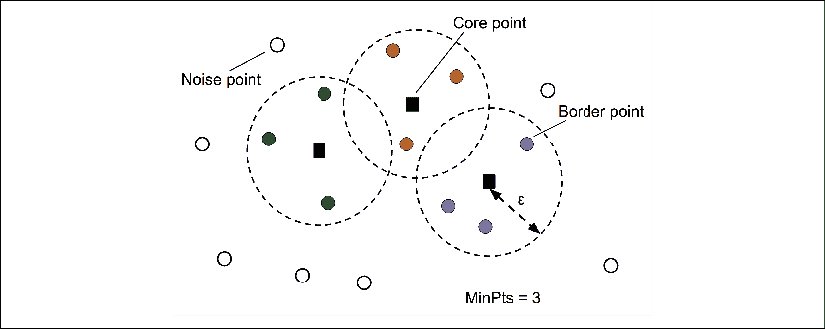 Core point
Noise point
Border point
ε
MinPts = 3